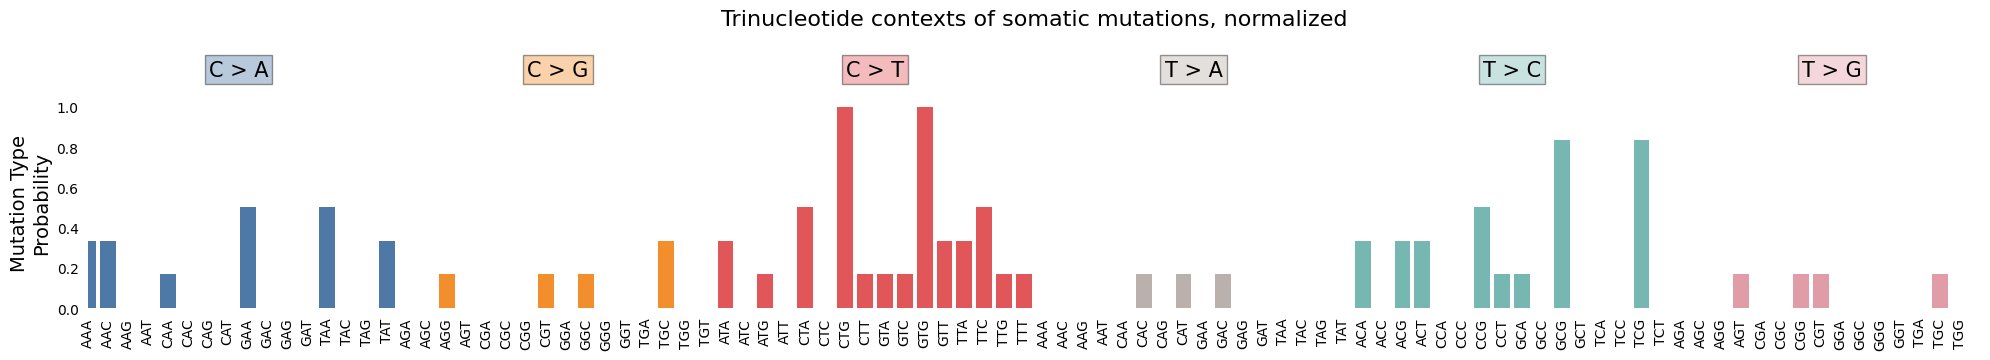 Trinucleotide contexts of somatic mutations, normalized
C > A C > G C > T T > A T > C T > G
Mutation Type
Probability
1.0
0.8
0.6
0.4
0.2
0.0
AAA AAC AAG AAT CAA CAC CAG CAT GAA GAC GAG GAT TAA TAC TAG TAT AGA AGC AGG AGT CGA CGC CGG CGT GGA GGC GGG GGT TGA TGC TGG TGT ATA ATC ATG ATT CTA CTC CTG CTT GTA GTC GTG GTT TTA TTC TTG TTT AAA AAC AAG AAT CAA CAC CAG CAT GAA GAC GAG GAT TAA TAC TAG TAT ACA ACC ACG ACT CCA CCC CCG CCT GCA GCC GCG GCT TCA TCC TCG TCT AGA AGC AGG AGT CGA CGC CGG CGT GGA GGC GGG GGT TGA TGC TGG